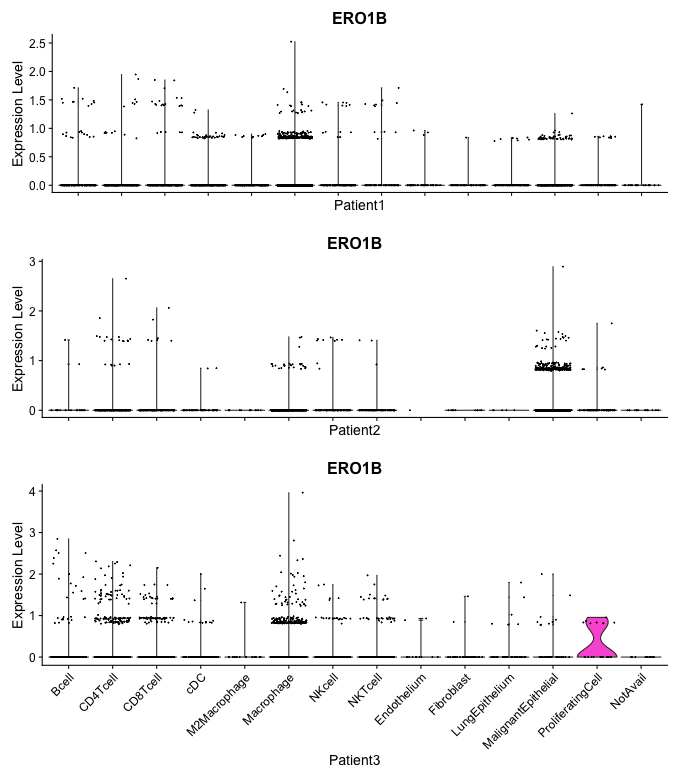 ERO1B
Expression Level
2.5
2.0
1.5
1.0
0.5
0.0
Patient1
ERO1B
Expression Level
3
2
1
0
Patient2
ERO1B
Expression Level
4
3
2
1
0
Bcell
CD4Tcell
CD8Tcell
cDC
M2Macrophage
Macrophage
NKcell
NKTcell
Endothelium
Fibroblast
LungEpithelium
MalignantEpithelial
ProliferatingCell
NotAvail
Patient3